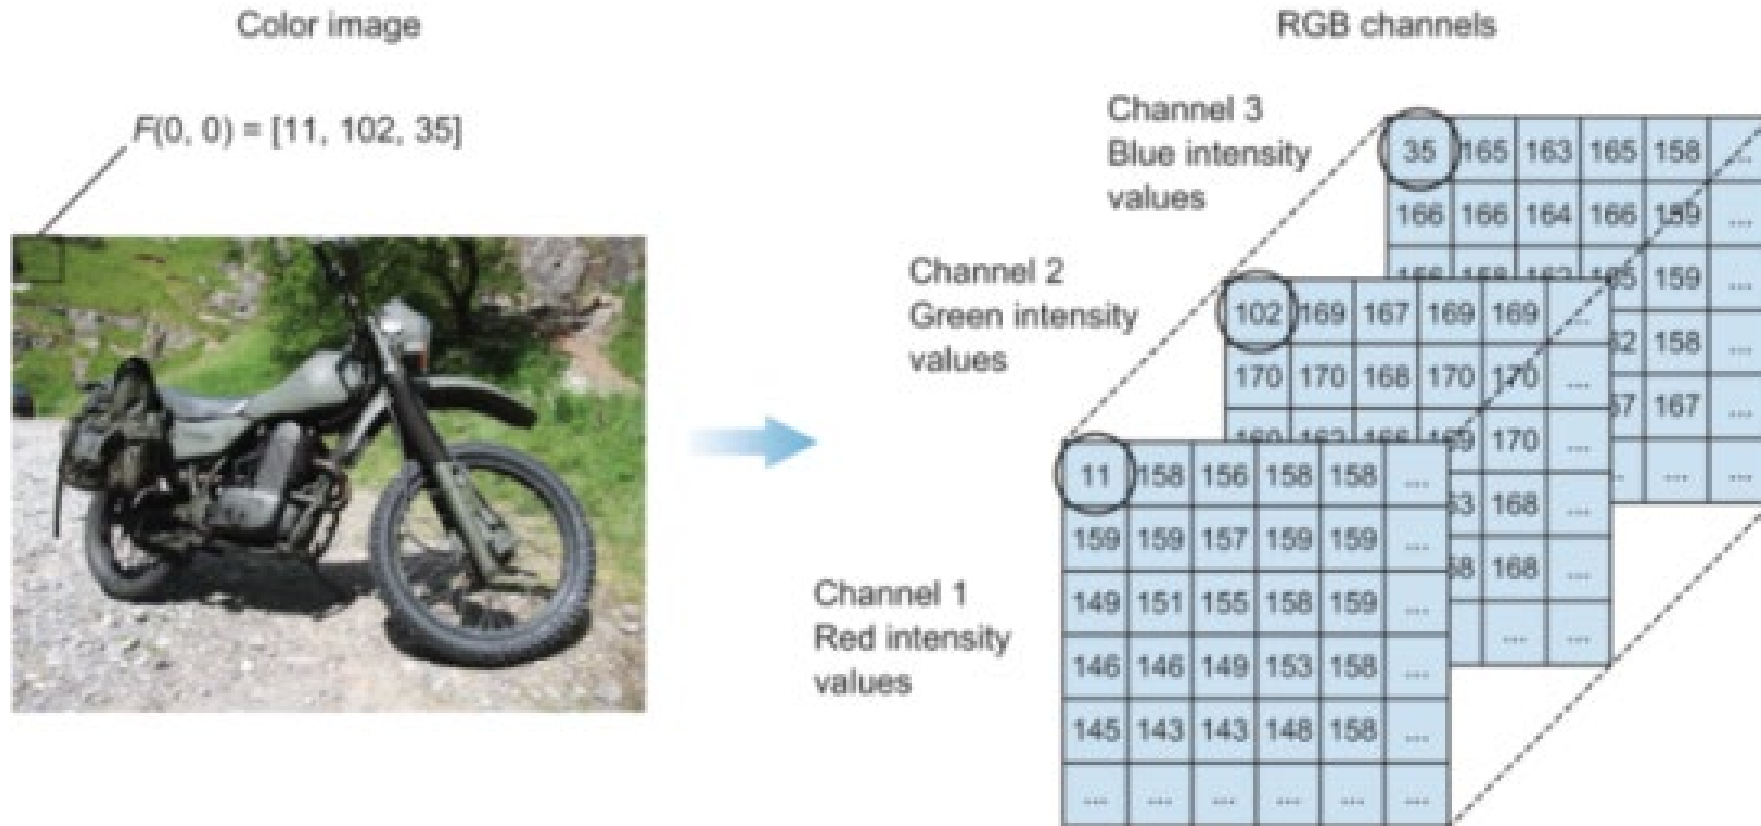 Color image
F(0, 0) = [11, 102, 35]
RGB channels
Channel 3
Blue intensity
values
35 165 163 165 158 ...
166 166 164 166 159 ...
159 ...
158 ...
167 ...
... ... ...
Channel 2
Green intensity
values
102 169 167 169 169 ...
170 170 168 170 170 ...
170 ...
168 ...
168 ...
... ...
Channel 1
Red intensity
values
11 158 156 158 158 ...
159 159 157 159 159 ...
149 151 155 158 159 ...
146 146 149 153 158 ...
145 143 143 148 158 ...
... ... ... ... ... ...